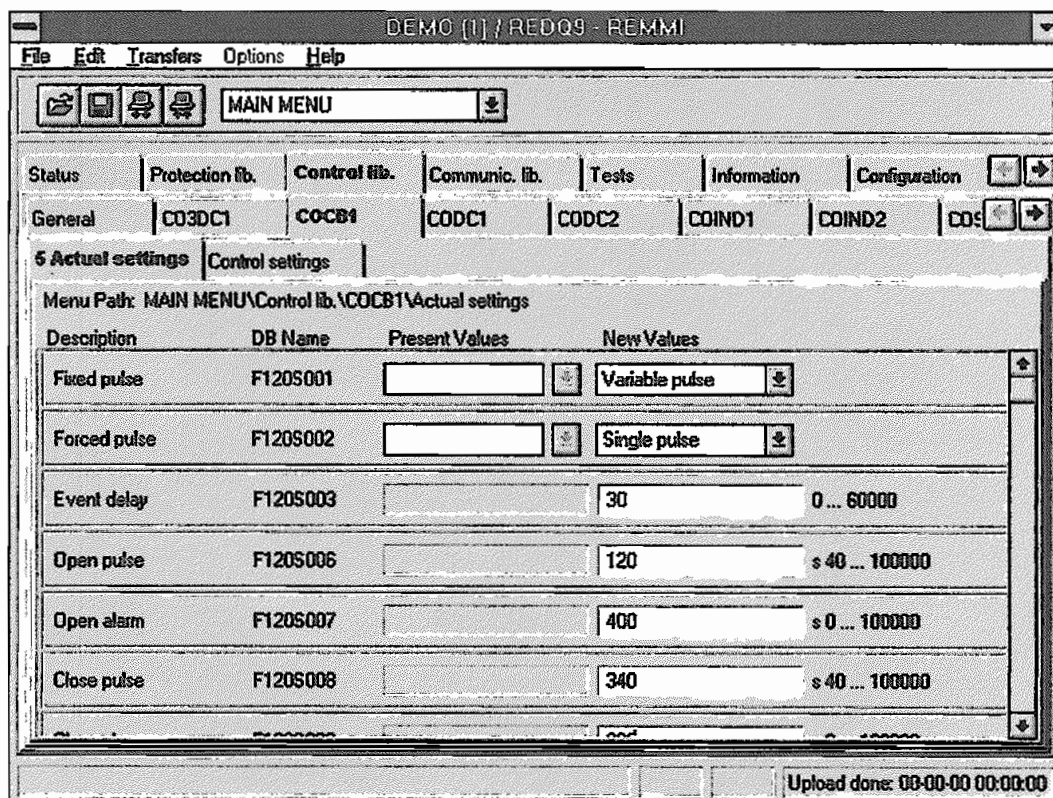 DEMO [1] / REDQ9 - REMMI
File Edit Transfers Options Help
MAIN MENU
Status Protection lib. Control lib. Communic. lib. Tests Information Configuration
General CO3DC1 COCB1 CODC1 CODC2 COIND1 COIND2
Actual settings Control settings
Menu Path: MAIN MENU\Control lib.\COCB1\Actual settings
Description DB Name Present Values New Values
Fixed pulse F120S001 Variable pulse
Forced pulse F120S002 Single pulse
Event delay F120S003 30 0 ... 60000
Open pulse F120S006 120 s 40 ... 100000
Open alarm F120S007 400 s 0 ... 100000
Close pulse F120S008 340 s 40 ... 100000
Upload done: 00-00-00 00:00:00